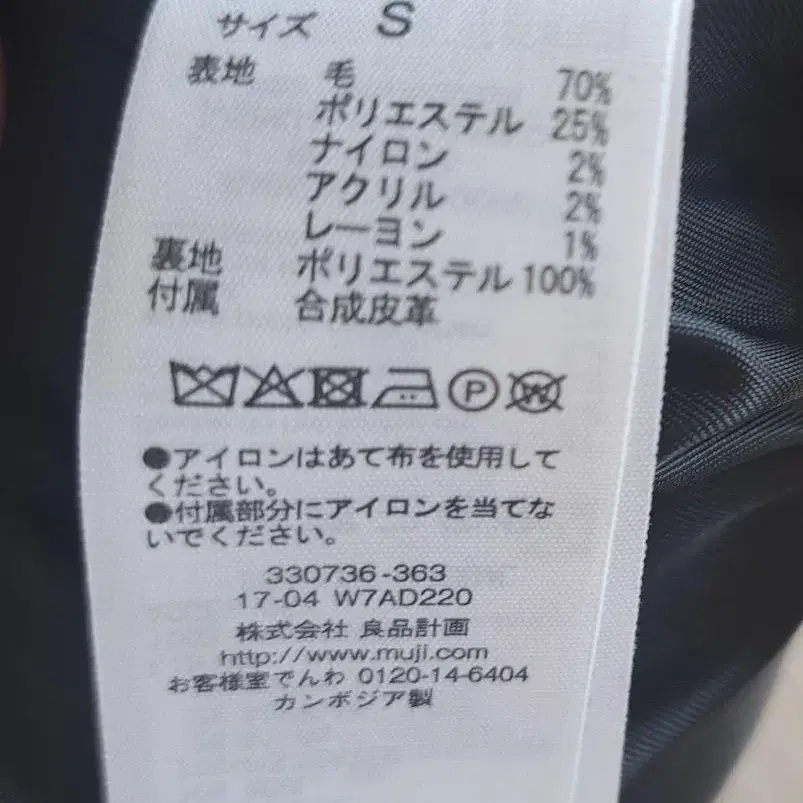 サイズ S
表地 毛 70%
ポリエステル 25%
ナイロン 2%
アクリル 2%
レーヨン 1%
裏地 ポリエステル 100%
付属 合成皮革
P W
●アイロンはあて布を使用して
ください。
●付属部分にアイロンを当てな
いでください。
330736-363
17-04 W7AD220
株式会社 良品計画
http://www.muji.com
お客様室でんわ 0120-14-6404
カンボジア製